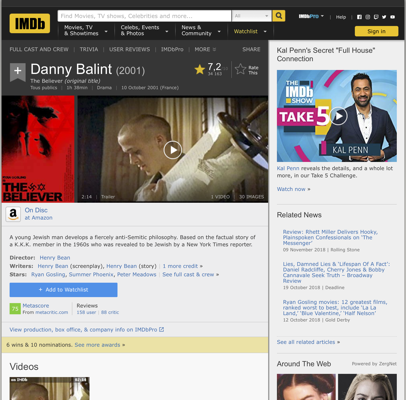 IMDb
Find Movies, TV shows, Celebrities and more...
All
Movies, TV
& Showtimes
Celebs, Events
& Photos
News &
Community
Watchlist
IMDbPro
Help
Sign in
FULL CAST AND CREW | TRIVIA | USER REVIEWS | IMDbPro | MORE
SHARE
+
Danny Balint (2001)
The Believer (original title)
Tous publics | 1h 38min | Drama | 10 October 2001 (France)
7,2
Rate
This
THE
BELIEVER
2:14 | Trailer
1 VIDEO | 30 IMAGES
On Disc
at Amazon
A young Jewish man develops a fiercely anti-Semitic philosophy. Based on the factual story of
a K.K.K. member in the 1960s who was revealed to be Jewish by a New York Times reporter.
Director: Henry Bean
Writers: Henry Bean (screenplay), Henry Bean (story) | 1 more credit »
Stars: Ryan Gosling, Summer Phoenix, Peter Meadows | See full cast & crew »
+ Add to Watchlist
Metascore
From metacritic.com
Reviews
158 user | 88 critic
View production, box office, & company info on IMDbPro
6 wins & 10 nominations. See more awards »
Videos
Kal Penn's Secret "Full House"
Connection
THE
IMDb
SHOW
TAKE
5
KAL PENN
Kal Penn reveals the details, and a whole lot
more, in our Take 5 Challenge.
Watch now »
Related News
Review: Rhett Miller Delivers Hooky,
Plainspoken Confessionals on 'The
Messenger'
09 November 2018 | Rolling Stone
Lies, Damned Lies & 'Lifespan Of A Fact':
Daniel Radcliffe, Cherry Jones & Bobby
Cannavale Seek Truth – Broadway
Review
19 October 2018 | Deadline
Ryan Gosling movies: 12 greatest films,
ranked worst to best, include 'La La
Land,' 'Blue Valentine,' 'Half Nelson'
12 October 2018 | Gold Derby
See all related articles »
Around The Web
Powered by ZergNet